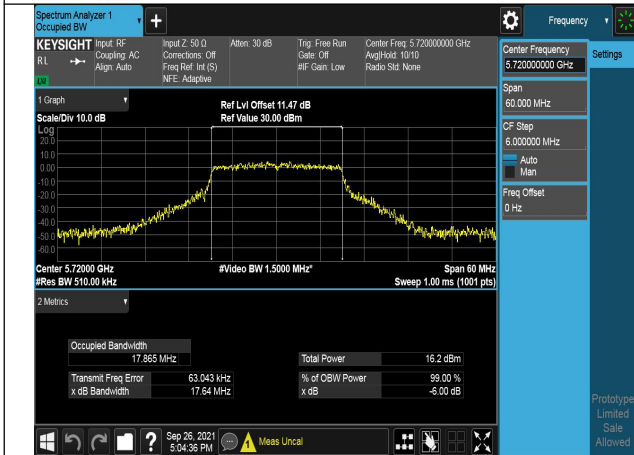 Spectrum Analyzer 1
Occupied BW
+
Frequency
KEYSIGHT
RL
LXI
Input: RF
Coupling: AC
Align: Auto
Input Z: 50 Ω
Corrections: Off
Freq Ref: Int (S)
NFE: Adaptive
Atten: 30 dB
Trig: Free Run
Gate: Off
#IF Gain: Low
Center Freq: 5.720000000 GHz
Avg|Hold: 10/10
Radio Std: None
Center Frequency
5.720000000 GHz
Settings
Span
60.000 MHz
CF Step
6.000000 MHz
Auto
Man
Freq Offset
0 Hz
1 Graph
Scale/Div 10.0 dB
Ref Lvl Offset 11.47 dB
Ref Value 30.00 dBm
Log
20.0
10.0
0.00
-10.0
-20.0
-30.0
-40.0
-50.0
-60.0
Center 5.72000 GHz
#Res BW 510.00 kHz
#Video BW 1.5000 MHz*
Span 60 MHz
Sweep 1.00 ms (1001 pts)
2 Metrics
Occupied Bandwidth
17.865 MHz
Total Power 16.2 dBm
Transmit Freq Error 63.043 kHz
% of OBW Power 99.00 %
x dB Bandwidth 17.64 MHz
x dB -6.00 dB
Prototype
Limited
Sale
Allowed
?
Sep 26, 2021
5:04:36 PM
Meas Uncal